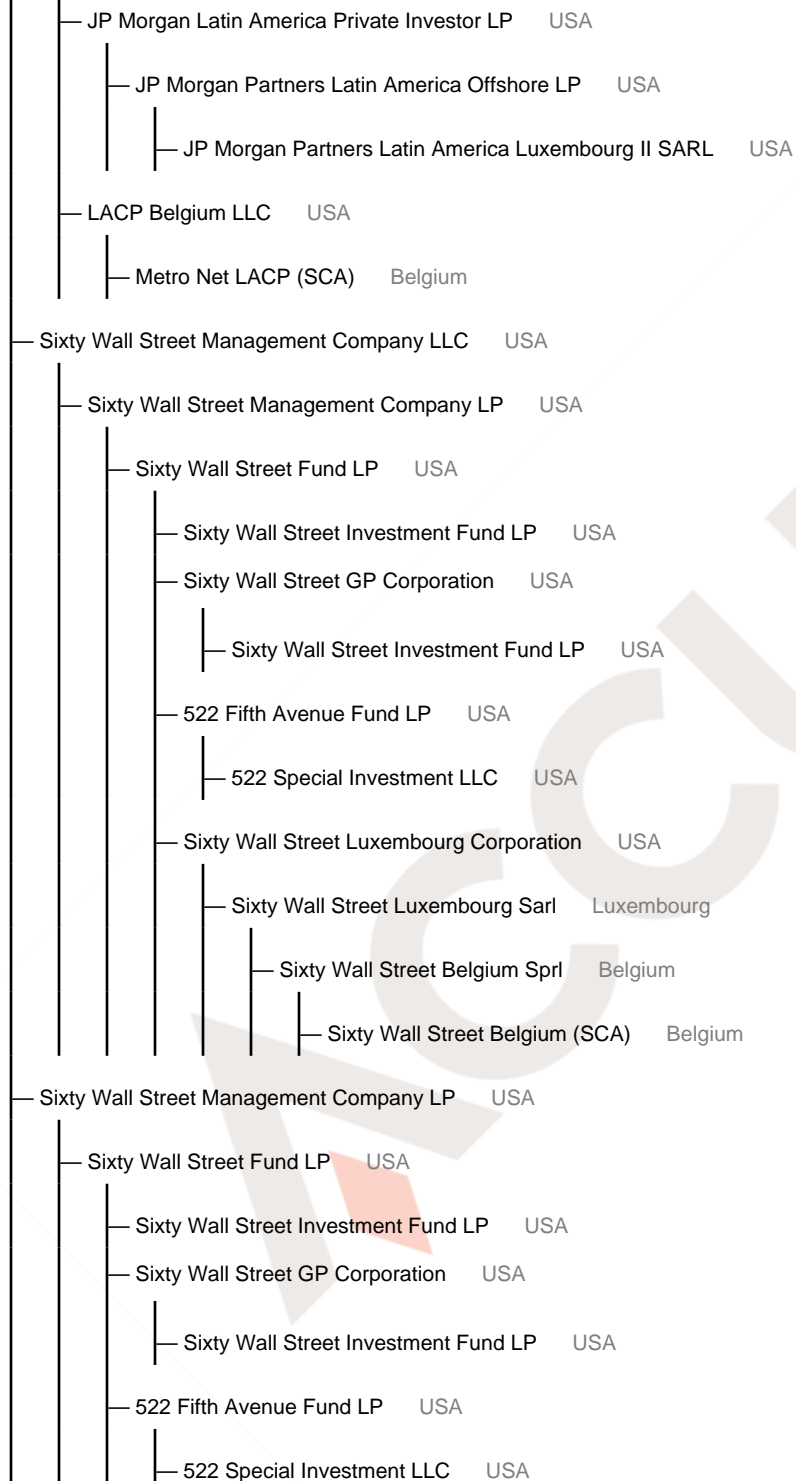 JP Morgan Latin America Private Investor LP USA
JP Morgan Partners Latin America Offshore LP USA
JP Morgan Partners Latin America Luxembourg II SARL USA
LACP Belgium LLC USA
Metro Net LACP (SCA) Belgium
Sixty Wall Street Management Company LLC USA
Sixty Wall Street Management Company LP USA
Sixty Wall Street Fund LP USA
Sixty Wall Street Investment Fund LP USA
Sixty Wall Street GP Corporation USA
Sixty Wall Street Investment Fund LP USA
522 Fifth Avenue Fund LP USA
522 Special Investment LLC USA
Sixty Wall Street Luxembourg Corporation USA
Sixty Wall Street Luxembourg Sarl Luxembourg
Sixty Wall Street Belgium Sprl Belgium
Sixty Wall Street Belgium (SCA) Belgium
Sixty Wall Street Management Company LP USA
Sixty Wall Street Fund LP USA
Sixty Wall Street Investment Fund LP USA
Sixty Wall Street GP Corporation USA
Sixty Wall Street Investment Fund LP USA
522 Fifth Avenue Fund LP USA
522 Special Investment LLC USA